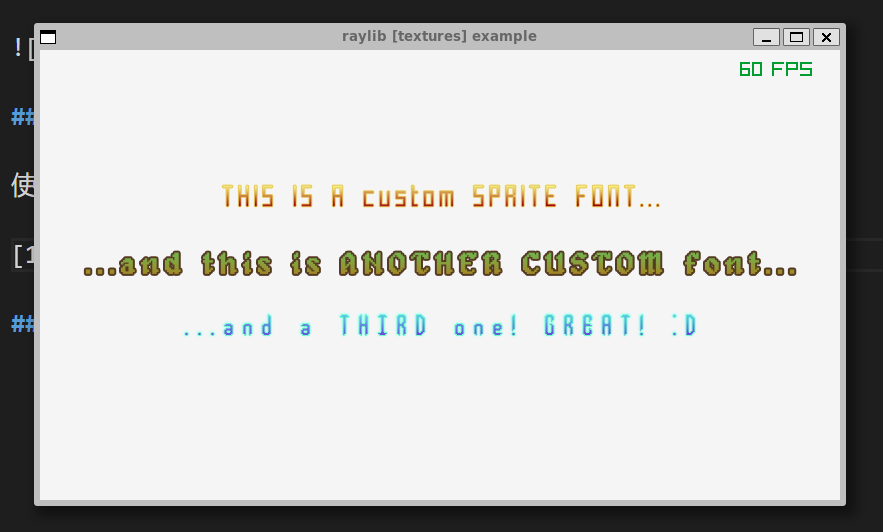 raylib [textures] example
![
60 FPS
##
使
THIS IS A custom SPRITE FONT...
[1
...and this is ANOTHER CUSTOM font...
##
...and a THIRD one! GREAT! :D